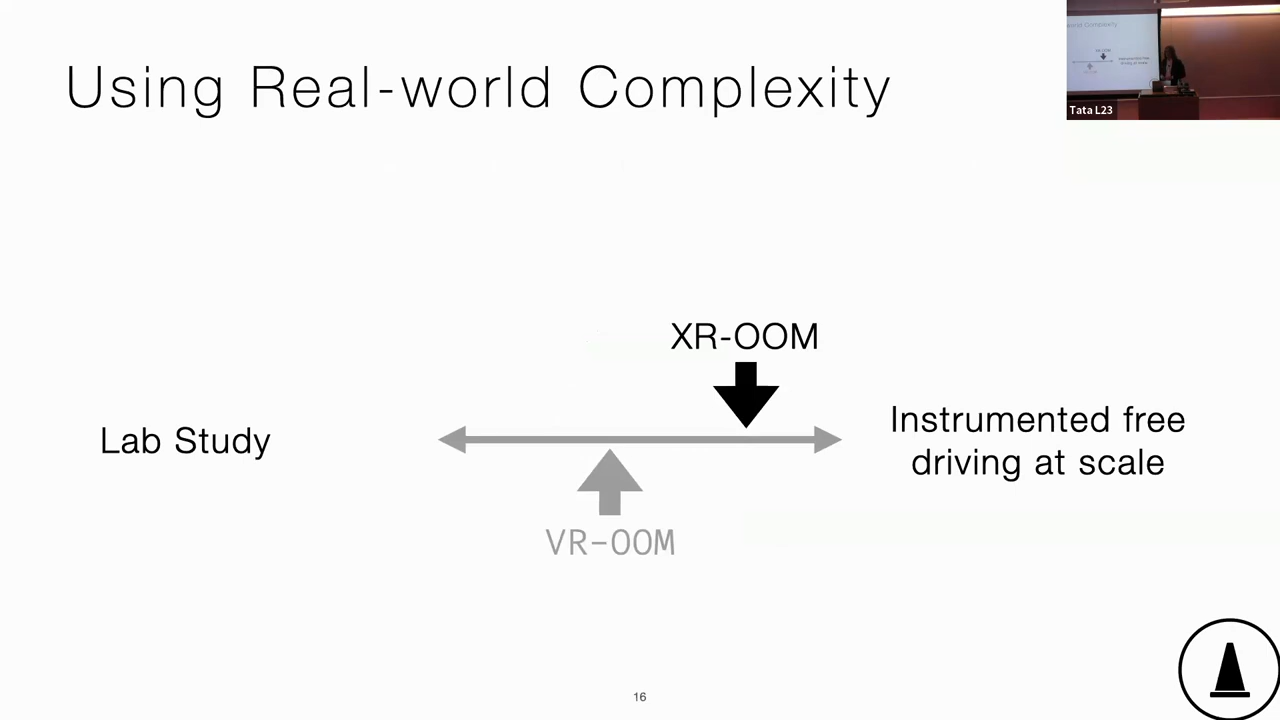 Using Real-world Complexity
Tata L23
XR-OOM
Lab Study
Instrumented free
driving at scale
VR-OOM
16